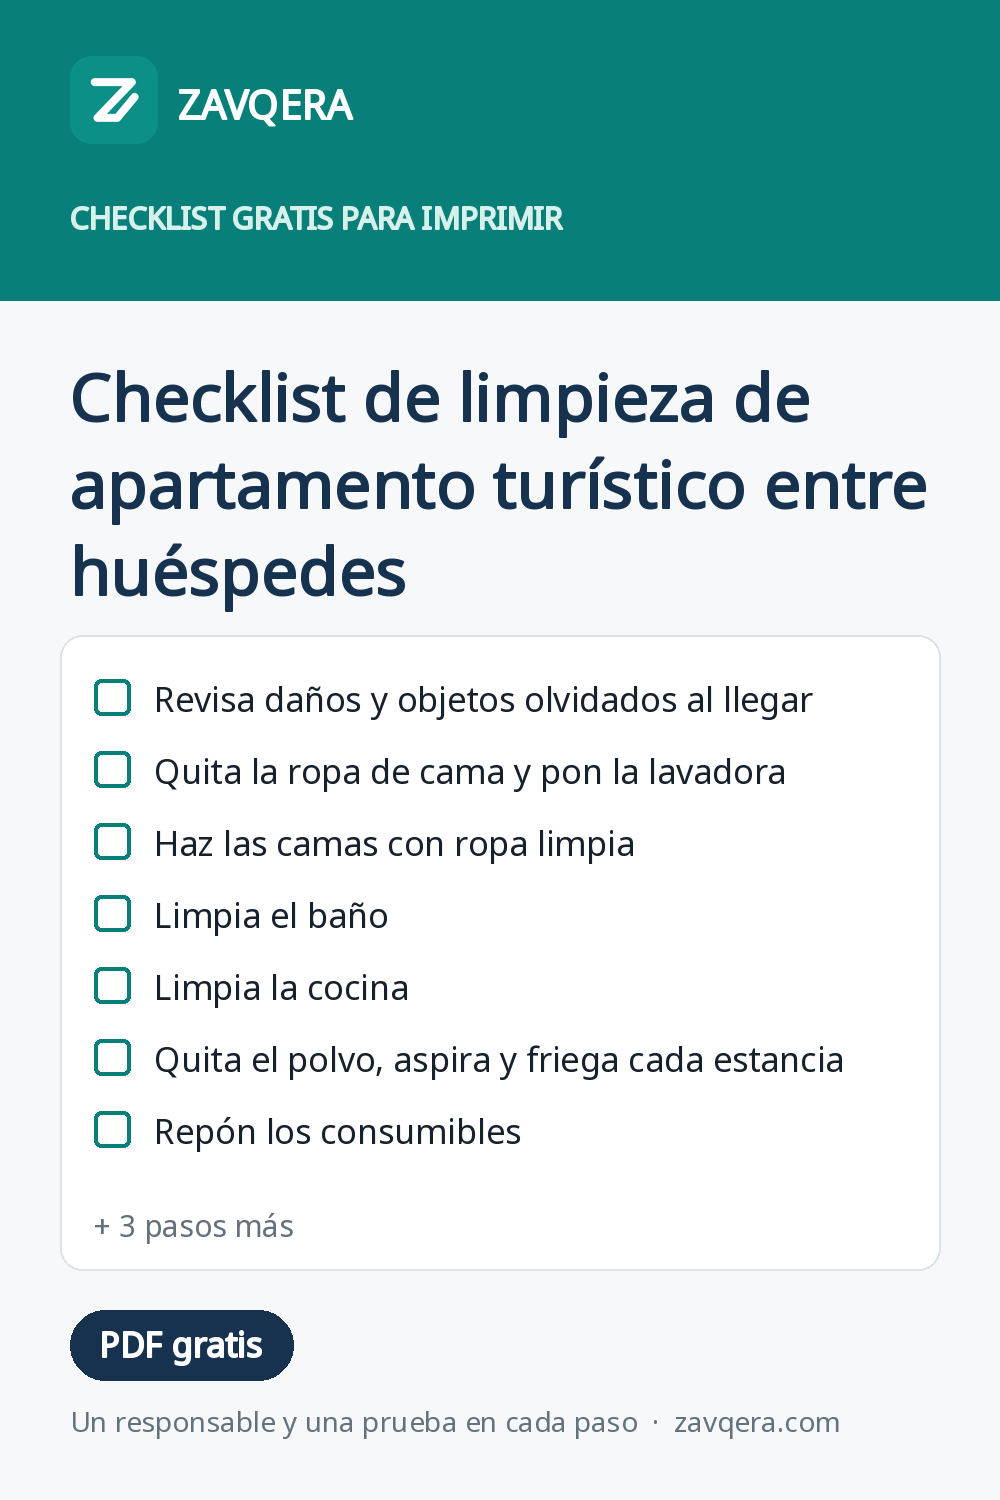 ZAVQERA
CHECKLIST GRATIS PARA IMPRIMIR
Checklist de limpieza de
apartamento turístico entre
huéspedes
Revisa daños y objetos olvidados al llegar
Quita la ropa de cama y pon la lavadora
Haz las camas con ropa limpia
Limpia el baño
Limpia la cocina
Quita el polvo, aspira y friega cada estancia
Repón los consumibles
+ 3 pasos más
PDF gratis
Un responsable y una prueba en cada paso · zavqera.com